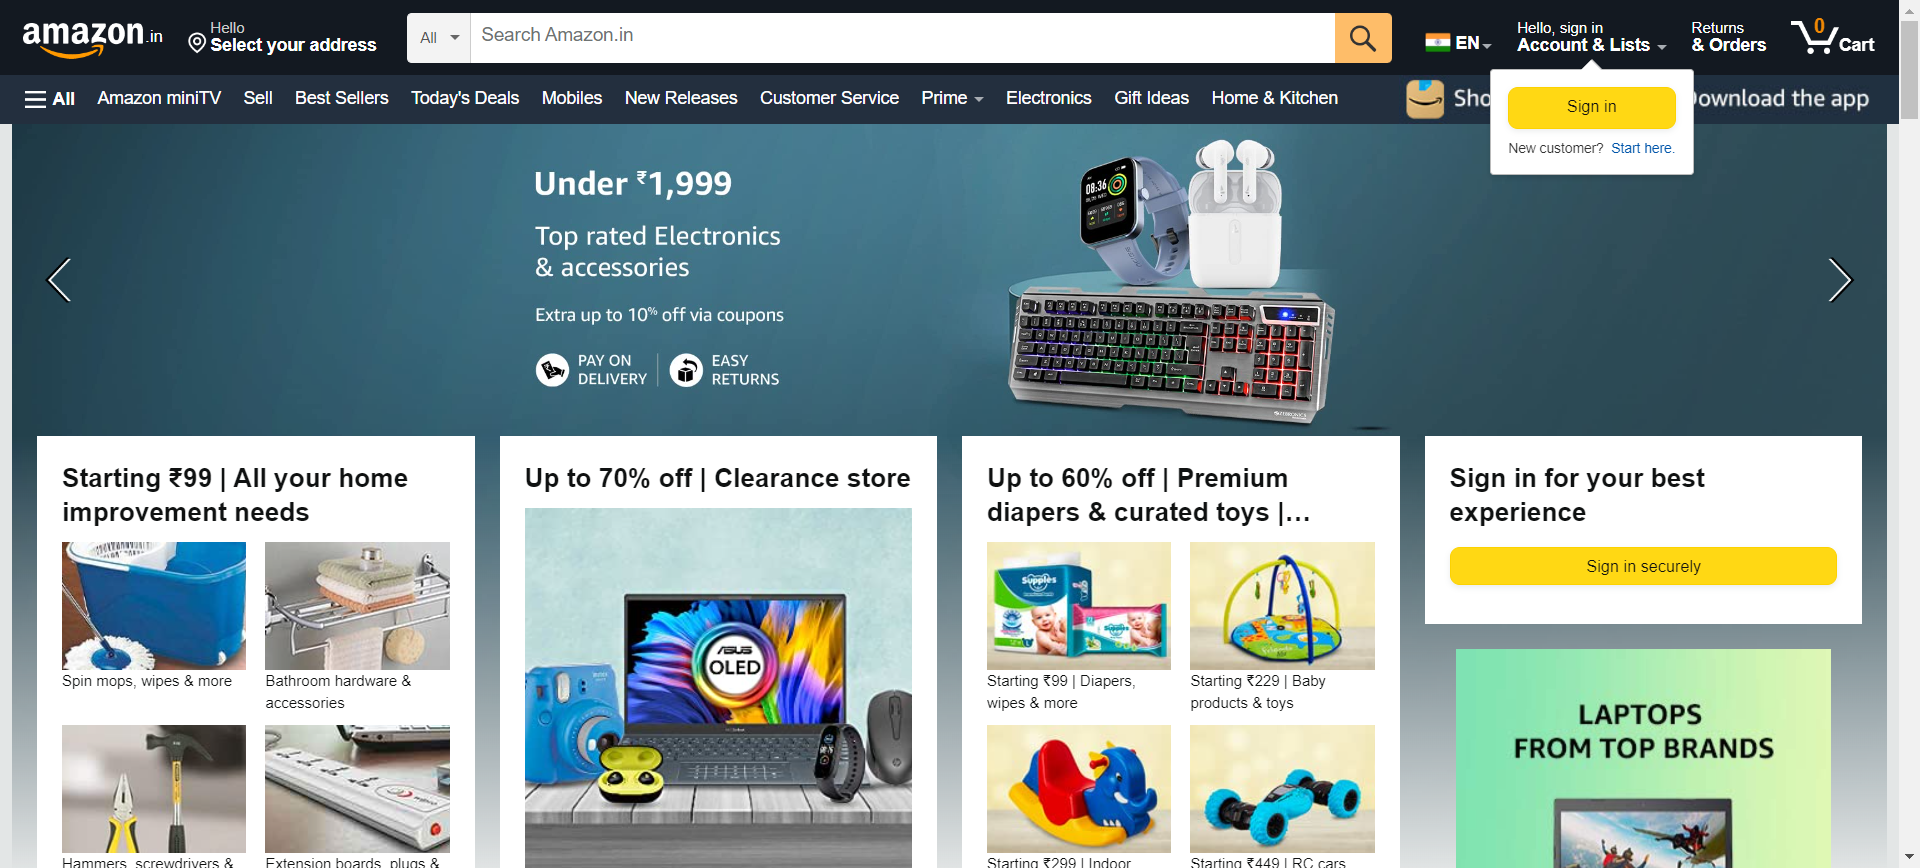 amazon.in
Hello
Select your address
All
Search Amazon.in
EN
Hello, sign in
Account & Lists
Returns
& Orders
0
Cart
All
Amazon miniTV
Sell
Best Sellers
Today's Deals
Mobiles
New Releases
Customer Service
Prime
Electronics
Gift Ideas
Home & Kitchen
Sho
ownload the app
Sign in
New customer? Start here.
Under ₹1,999
Top rated Electronics
& accessories
Extra up to 10% off via coupons
PAY ON
DELIVERY
EASY
RETURNS
08:36
ZEBRONICS
Starting ₹99 | All your home
improvement needs
Spin mops, wipes & more
Bathroom hardware &
accessories
Hammers, screwdrivers &
Extension boards, plugs &
Up to 70% off | Clearance store
ASUS
OLED
Up to 60% off | Premium
diapers & curated toys |...
Supples
Supples
Starting ₹99 | Diapers,
wipes & more
Starting ₹229 | Baby
products & toys
Starting ₹299 | Indoor
Starting ₹449 | RC cars
Sign in for your best
experience
Sign in securely
LAPTOPS
FROM TOP BRANDS